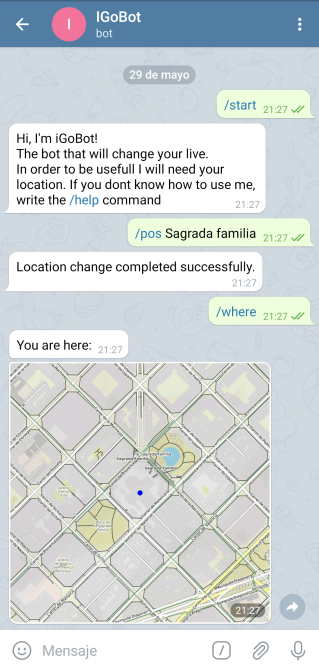 IGoBot
bot
29 de mayo
/start 21:27
Hi, I'm iGoBot!
The bot that will change your live.
In order to be usefull I will need your
location. If you dont know how to use me,
write the /help command 21:27
/pos Sagrada familia 21:27
Location change completed successfully.
21:27
/where 21:27
You are here: 21:27
Sagrada Família
21:27
Mensaje